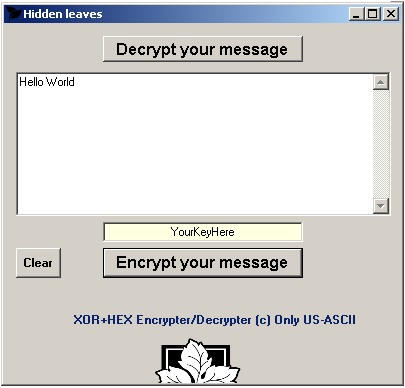 Hidden leaves
Decrypt your message
Hello World
YourKeyHere
Clear
Encrypt your message
XOR+HEX Encrypter/Decrypter (c) Only US-ASCII